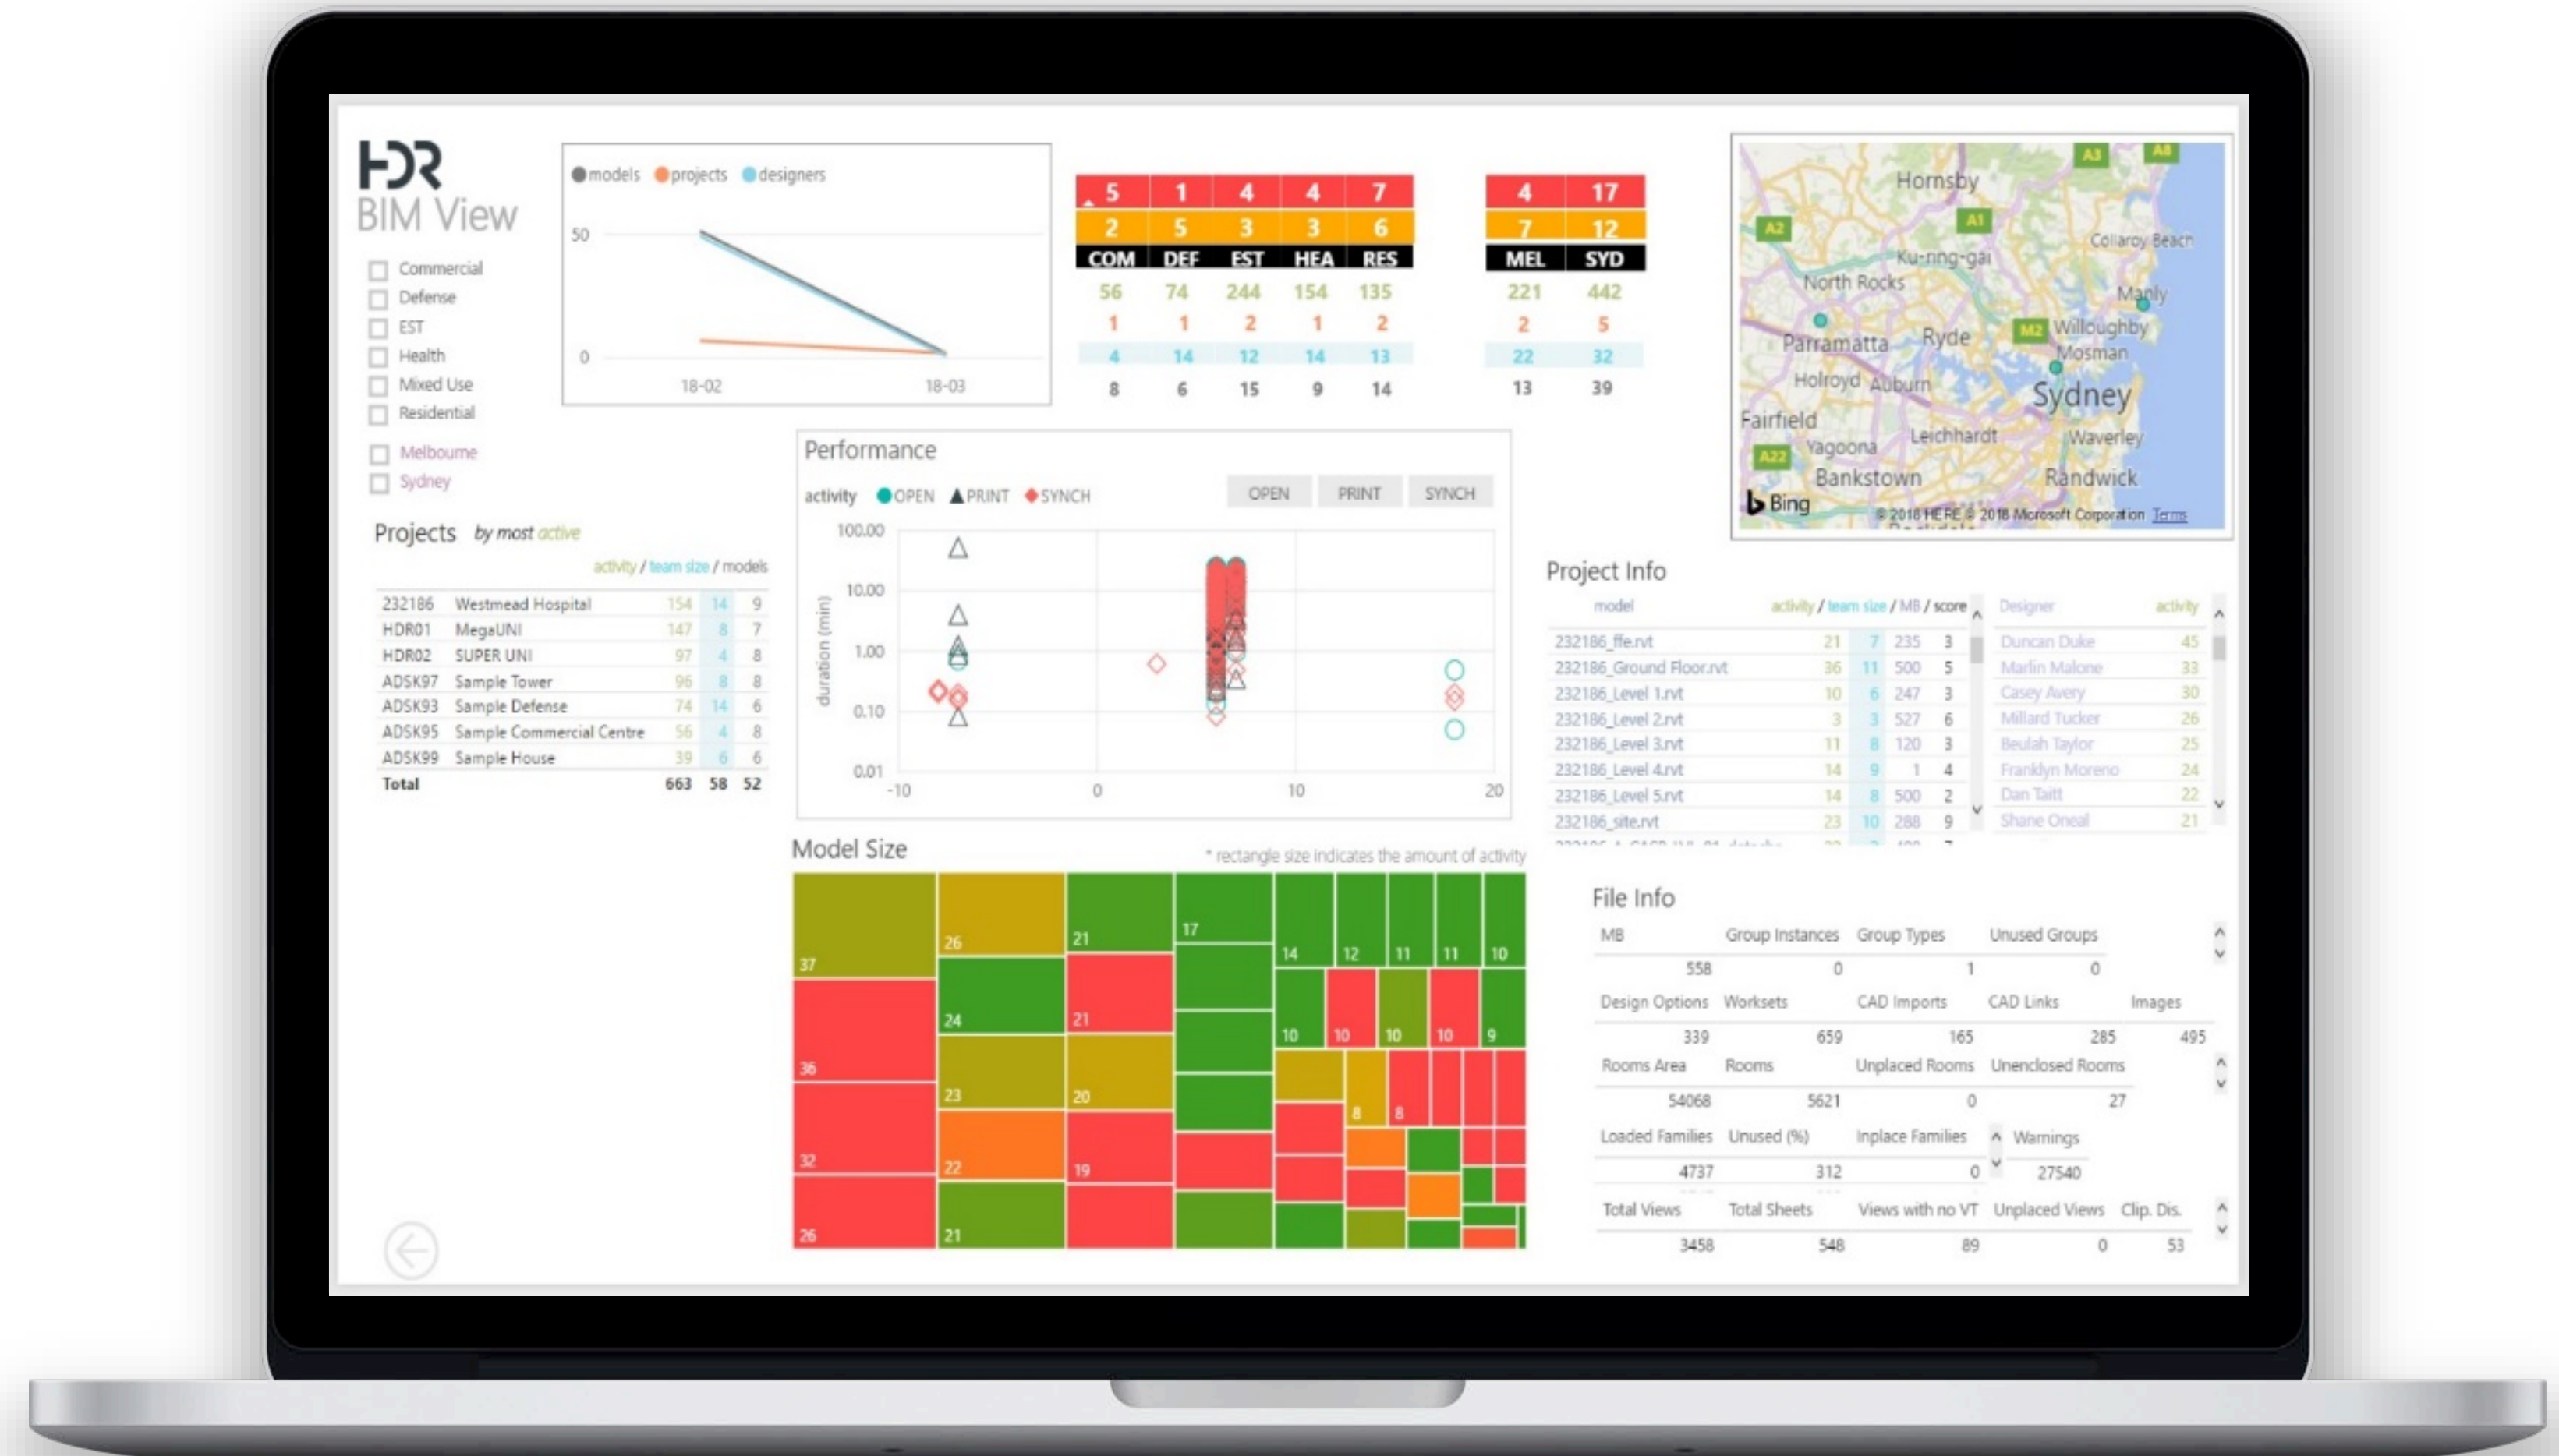 HDR
BIM View
Commercial
Defense
EST
Health
Mixed Use
Residential
Melbourne
Sydney
models projects designers
50
0
18-02 18-03
5 1 4 4 7
2 5 3 3 6
COM DEF EST HEA RES
56 74 244 154 135
1 1 2 1 2
4 14 12 14 13
8 6 15 9 14
4 17
7 12
MEL SYD
221 442
2 5
22 32
13 39
A3 A8
Hornsby
A1
A2
Collaroy Beach
Ku-ring-gai
North Rocks
Manly
M2 Willoughby
Parramatta Ryde
Mosman
Holroyd Auburn
Sydney
Fairfield
Leichhardt Waverley
Yagoona
A22
Bankstown Randwick
Bing
© 2018 HERE © 2018 Microsoft Corporation Terms
Projects by most active
activity / team size / models
232186 Westmead Hospital 154 14 9
HDR01 MegaUNI 147 8 7
HDR02 SUPER UNI 97 4 8
ADSK97 Sample Tower 96 8 8
ADSK93 Sample Defense 74 14 6
ADSK95 Sample Commercial Centre 56 4 8
ADSK99 Sample House 39 6 6
Total 663 58 52
Performance
activity OPEN PRINT SYNCH
OPEN PRINT SYNCH
duration (min)
100.00
10.00
1.00
0.10
0.01
-10 0 10 20
Project Info
model activity / team size / MB / score
232186_ffe.rvt 21 7 235 3
232186_Ground Floor.rvt 36 11 500 5
232186_Level 1.rvt 10 6 247 3
232186_Level 2.rvt 3 3 527 6
232186_Level 3.rvt 11 8 120 3
232186_Level 4.rvt 14 9 1 4
232186_Level 5.rvt 14 8 500 2
232186_site.rvt 23 10 288 9
Designer activity
Duncan Duke 45
Marlin Malone 33
Casey Avery 30
Millard Tucker 26
Beulah Taylor 25
Franklyn Moreno 24
Dan Taitt 22
Shane Oneal 21
Model Size
* rectangle size indicates the amount of activity
37
36
32
26
26
24
23
22
21
21
21
20
19
17
14 12 11 11 10
10 10 10 10 9
8 8
File Info
MB Group Instances Group Types Unused Groups
558 0 1 0
Design Options Worksets CAD Imports CAD Links Images
339 659 165 285 495
Rooms Area Rooms Unplaced Rooms Unenclosed Rooms
54068 5621 0 27
Loaded Families Unused (%) Inplace Families Warnings
4737 312 0 27540
Total Views Total Sheets Views with no VT Unplaced Views Clip. Dis.
3458 548 89 0 53